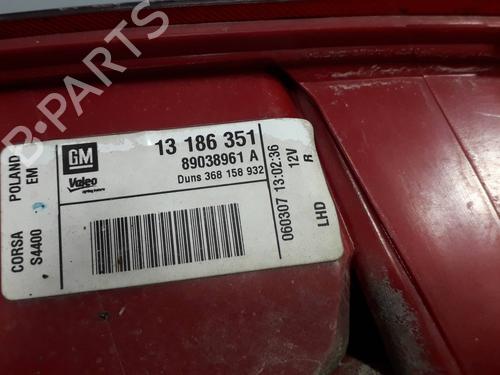 CORSA POLAND
S4400 EM
GM
Valeo
13 186 351
89038961 A
Duns 368 158 932
060307 13:02:36
12V
LHD R
B-PARTS